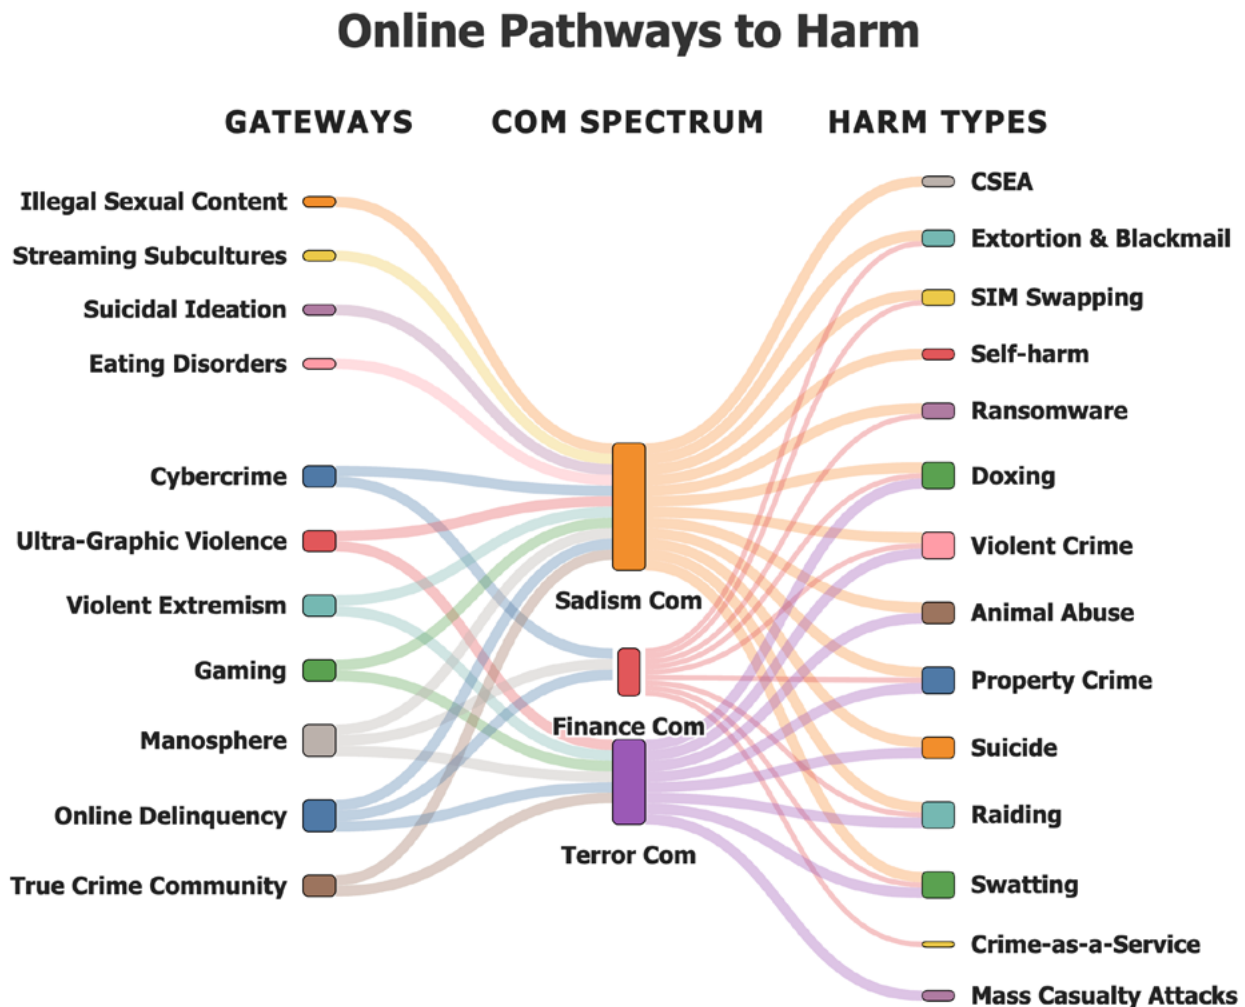 Online Pathways to Harm
GATEWAYS
COM SPECTRUM
HARM TYPES
Illegal Sexual Content
Streaming Subcultures
Suicidal Ideation
Eating Disorders
Cybercrime
Ultra-Graphic Violence
Violent Extremism
Gaming
Manosphere
Online Delinquency
True Crime Community
Sadism Com
Finance Com
Terror Com
CSEA
Extortion & Blackmail
SIM Swapping
Self-harm
Ransomware
Doxing
Violent Crime
Animal Abuse
Property Crime
Suicide
Raiding
Swatting
Crime-as-a-Service
Mass Casualty Attacks